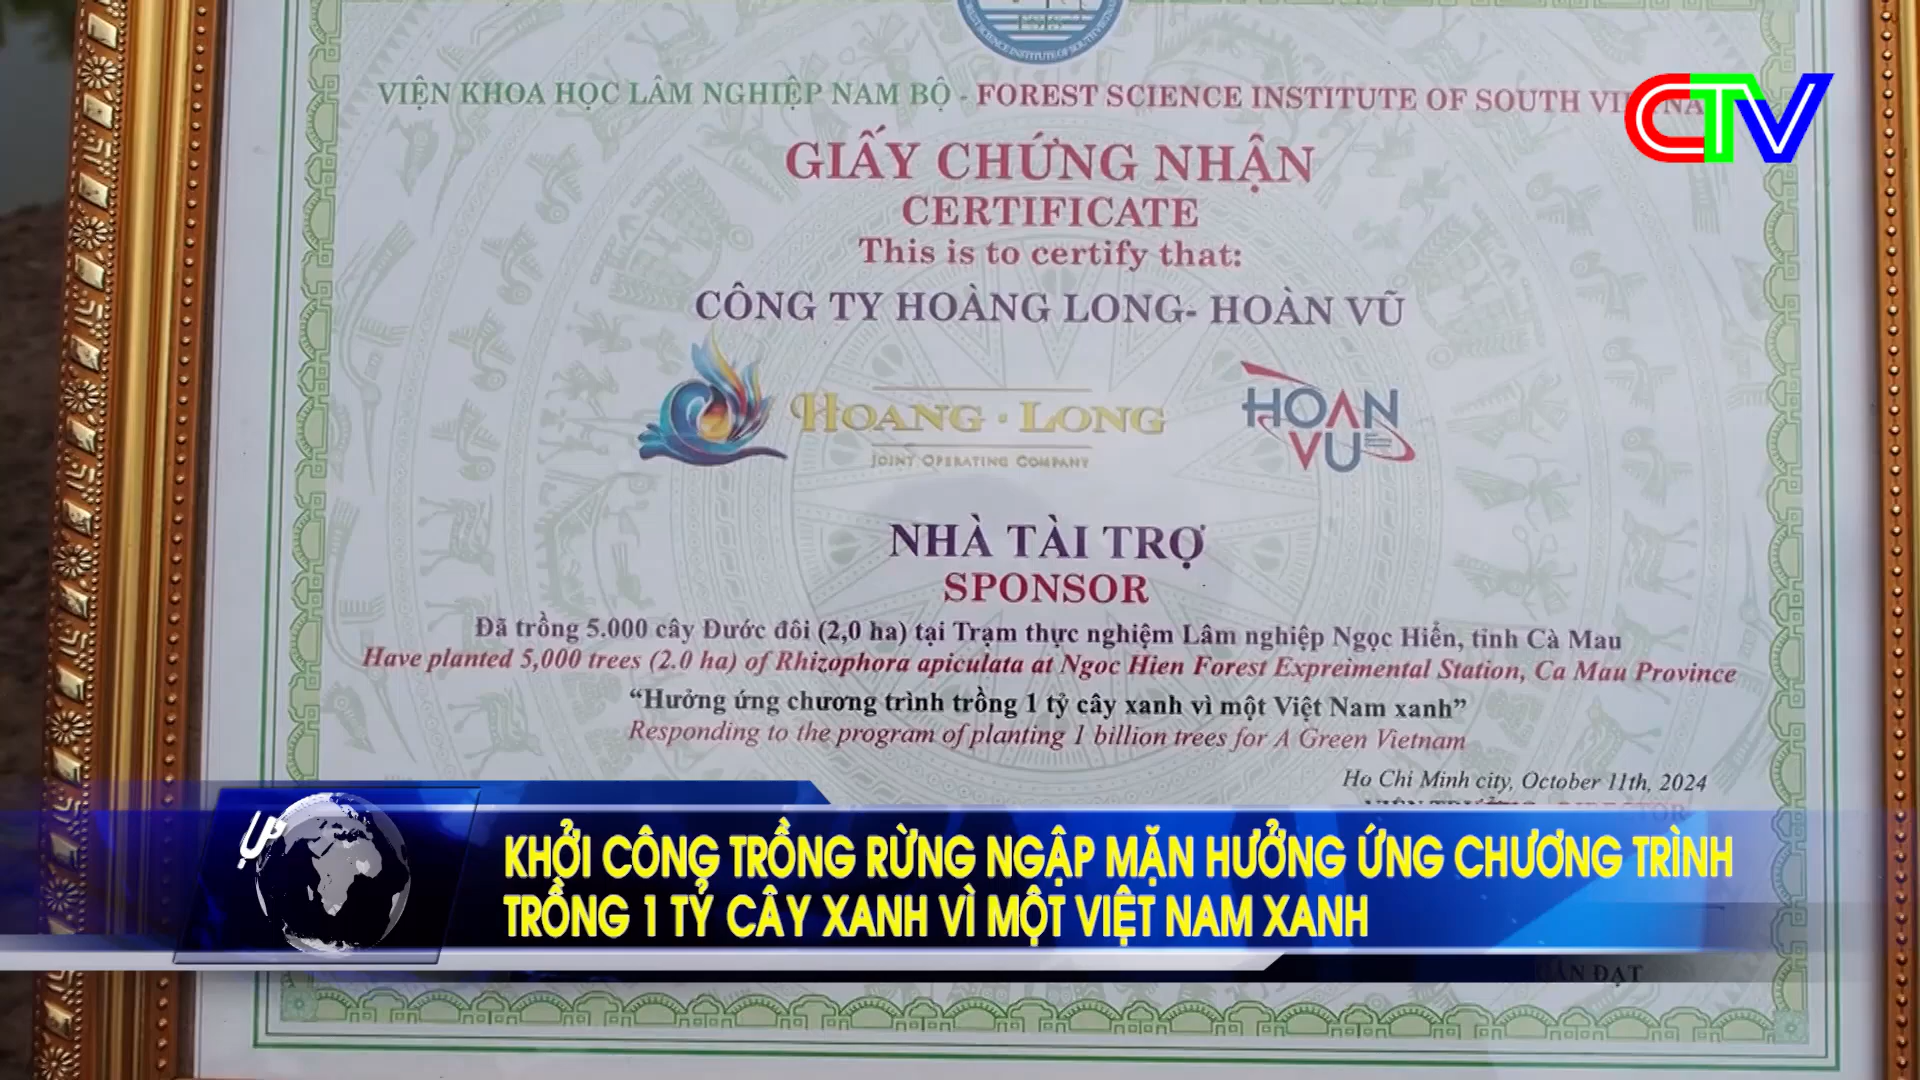 FOREST SCIENCE INSTITUTE OF SOUTH VIETNAM
VIỆN KHOA HỌC LÂM NGHIỆP NAM BỘ - FOREST SCIENCE INSTITUTE OF SOUTH
CTV
GIẤY CHỨNG NHẬN
CERTIFICATE
This is to certify that:
CÔNG TY HOÀNG LONG- HOÀN VŨ
HOANG · LONG
JOINT OPERATING COMPANY
HOAN
VU
NHÀ TÀI TRỢ
SPONSOR
Đã trồng 5.000 cây Đước đôi (2,0 ha) tại Trạm thực nghiệm Lâm nghiệp Ngọc Hiển, tỉnh Cà Mau
Have planted 5,000 trees (2.0 ha) of Rhizophora apiculata at Ngoc Hien Forest Expreimental Station, Ca Mau Province
“Hưởng ứng chương trình trồng 1 tỷ cây xanh vì một Việt Nam xanh”
Responding to the program of planting 1 billion trees for A Green Vietnam
Ho Chi Minh city, October 11th, 2024
KHỞI CÔNG TRỒNG RỪNG NGẬP MẶN HƯỞNG ỨNG CHƯƠNG TRÌNH
TRỒNG 1 TỶ CÂY XANH VÌ MỘT VIỆT NAM XANH
ĐẠT